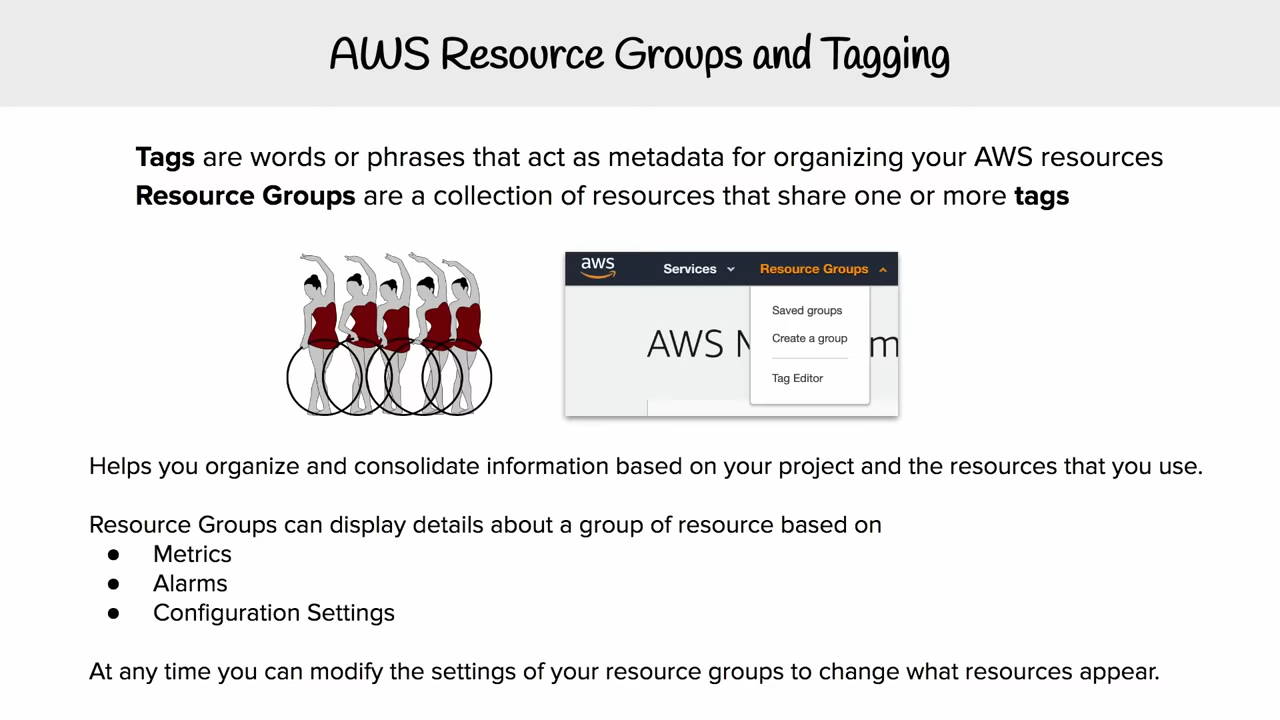 AWS Resource Groups and Tagging
Tags are words or phrases that act as metadata for organizing your AWS resources
Resource Groups are a collection of resources that share one or more tags
aws Services Resource Groups
Saved groups
Create a group
Tag Editor
AWS
Helps you organize and consolidate information based on your project and the resources that you use.
Resource Groups can display details about a group of resource based on
● Metrics
● Alarms
● Configuration Settings
At any time you can modify the settings of your resource groups to change what resources appear.